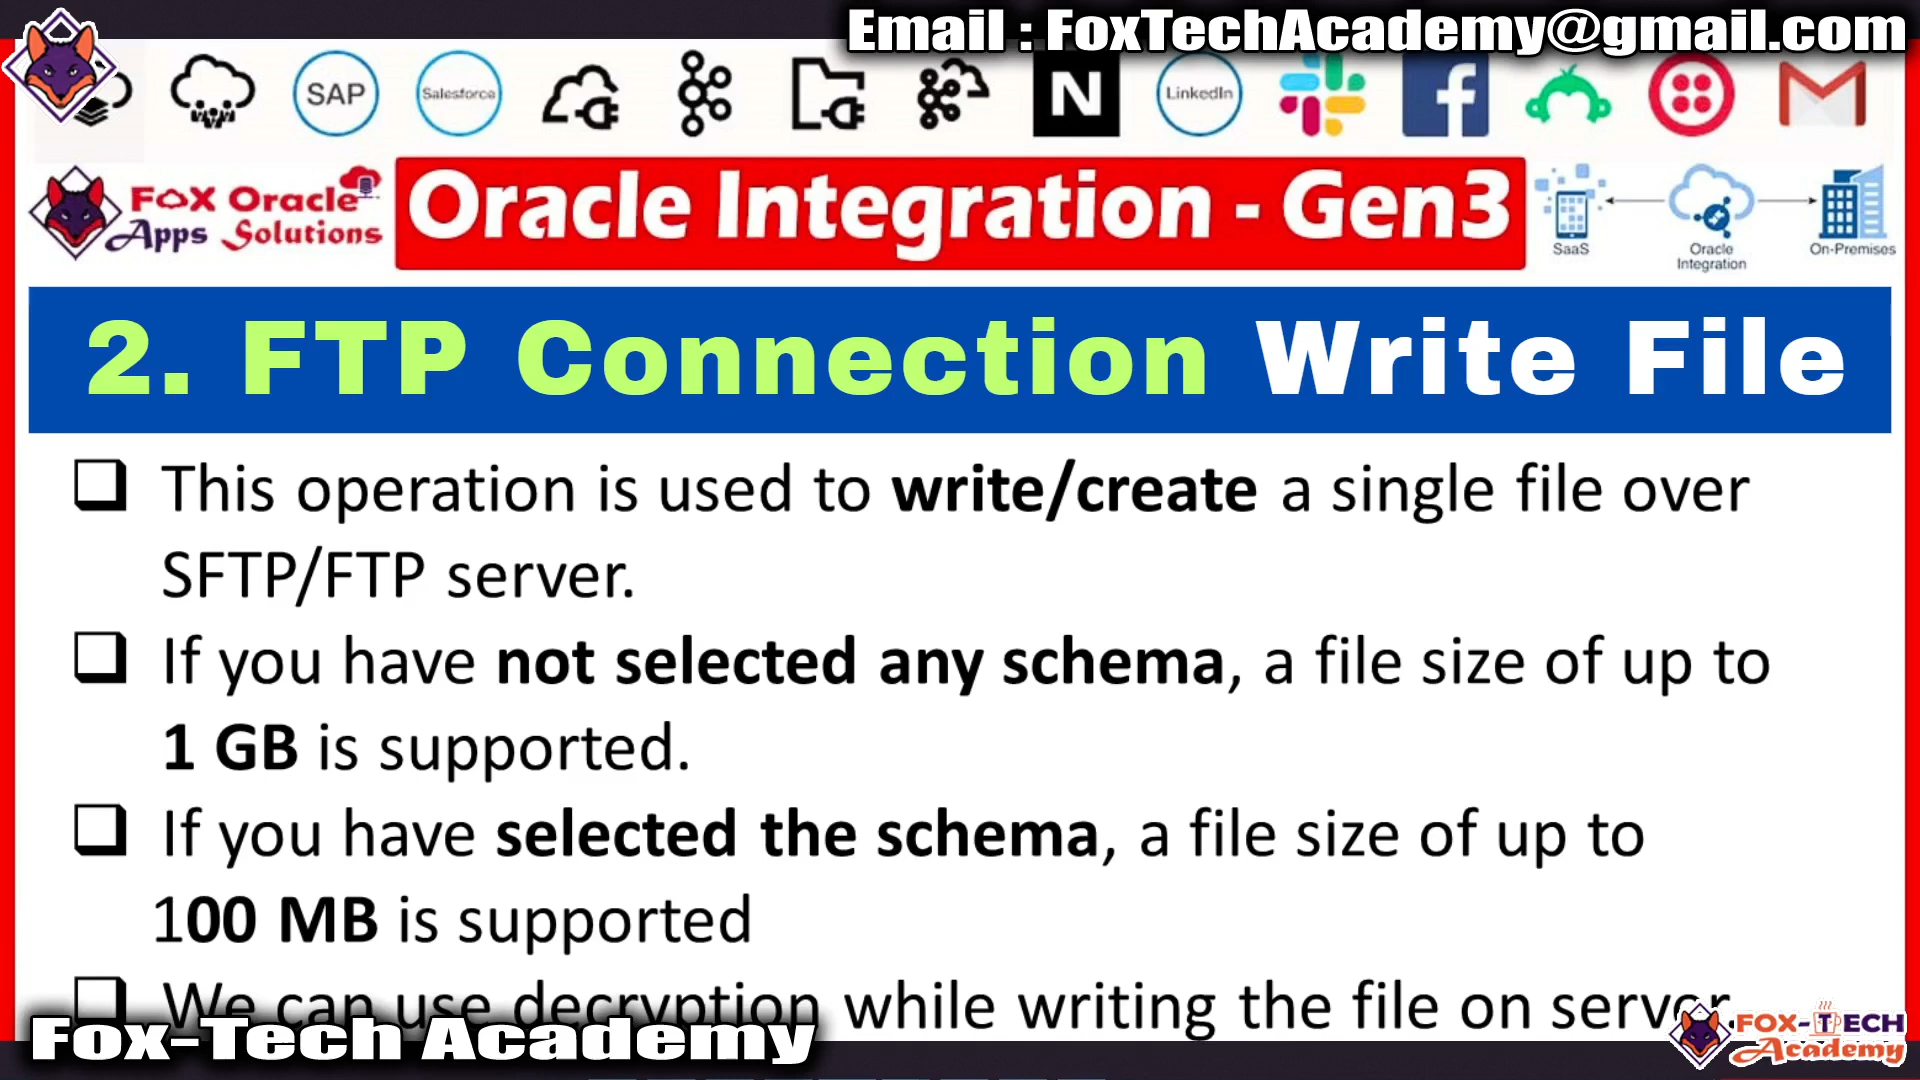 Email : FoxTechAcademy@gmail.com
SAP
Salesforce
N
LinkedIn
f
FoX Oracle
Apps Solutions
Oracle Integration - Gen3
SaaS
Oracle
Integration
On-Premises
2. FTP Connection Write File
This operation is used to write/create a single file over
SFTP/FTP server.
If you have not selected any schema, a file size of up to
1 GB is supported.
If you have selected the schema, a file size of up to
100 MB is supported
We can use decryption while writing the file on server.
Fox-Tech Academy
FOX-TECH
Academy